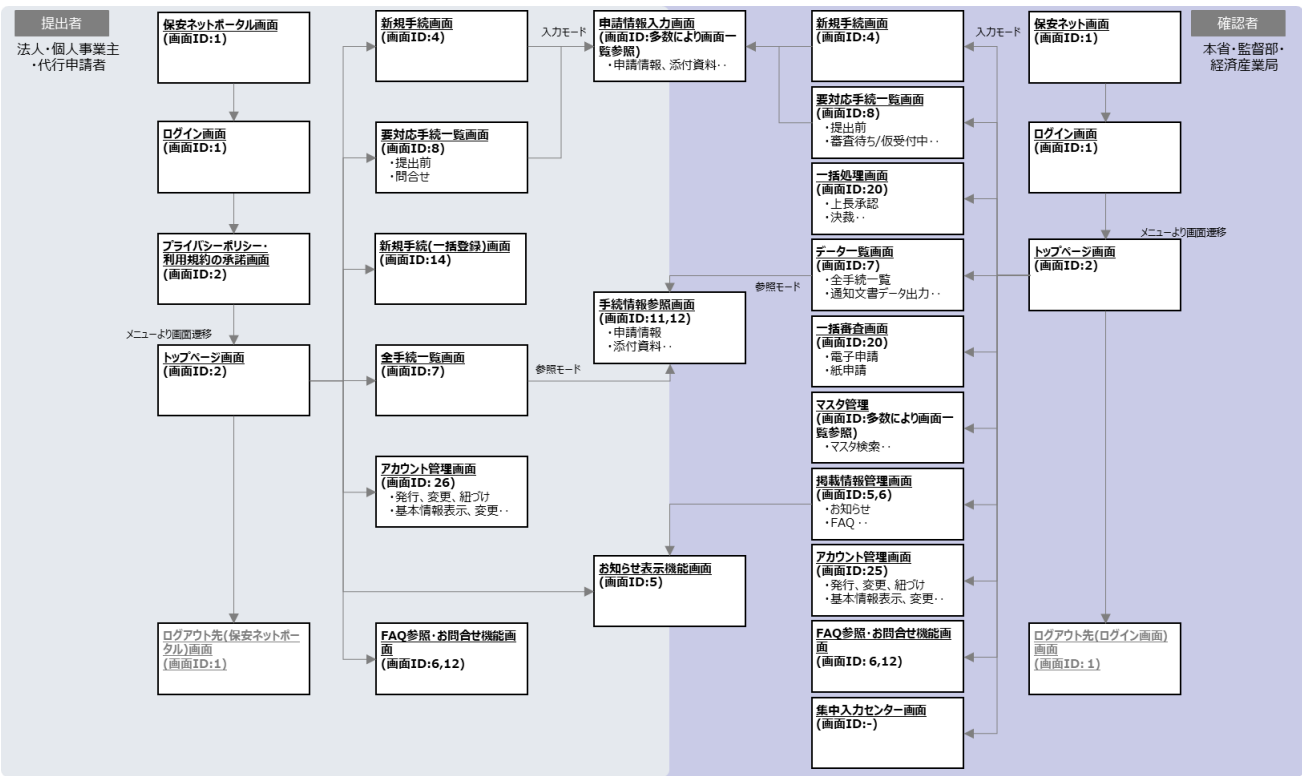 提出者
法人・個人事業主
・代行申請者
保安ネットポータル画面
(画面ID:1)
ログイン画面
(画面ID:1)
プライバシーポリシー・
利用規約の承諾画面
(画面ID:2)
メニューより画面遷移
トップページ画面
(画面ID:2)
ログアウト先(保安ネットポー
タル)画面
(画面ID:1)
新規手続画面
(画面ID:4)
入力モード
要対応手続一覧画面
(画面ID:8)
・提出前
・問合せ
新規手続(一括登録)画面
(画面ID:14)
全手続一覧画面
(画面ID:7)
参照モード
アカウント管理画面
(画面ID: 26)
・発行、変更、紐づけ
・基本情報表示、変更‥
FAQ参照・お問合せ機能画
面
(画面ID:6,12)
申請情報入力画面
(画面ID:多数により画面一
覧参照)
・申請情報、添付資料‥
手続情報参照画面
(画面ID:11,12)
・申請情報
・添付資料‥
お知らせ表示機能画面
(画面ID:5)
参照モード
新規手続画面
(画面ID:4)
要対応手続一覧画面
(画面ID:8)
・提出前
・審査待ち/仮受付中‥
一括処理画面
(画面ID:20)
・上長承認
・決裁‥
データ一覧画面
(画面ID:7)
・全手続一覧
・通知文書データ出力‥
一括審査画面
(画面ID:20)
・電子申請
・紙申請
マスタ管理
(画面ID:多数により画面一
覧参照)
・マスタ検索‥
掲載情報管理画面
(画面ID:5,6)
・お知らせ
・FAQ ‥
アカウント管理画面
(画面ID:25)
・発行、変更、紐づけ
・基本情報表示、変更‥
FAQ参照・お問合せ機能画
面
(画面ID: 6,12)
集中入力センター画面
(画面ID:-)
入力モード
保安ネット画面
(画面ID:1)
ログイン画面
(画面ID:1)
メニューより画面遷移
トップページ画面
(画面ID:2)
ログアウト先(ログイン画面)
画面
(画面ID: 1)
確認者
本省・監督部・
経済産業局